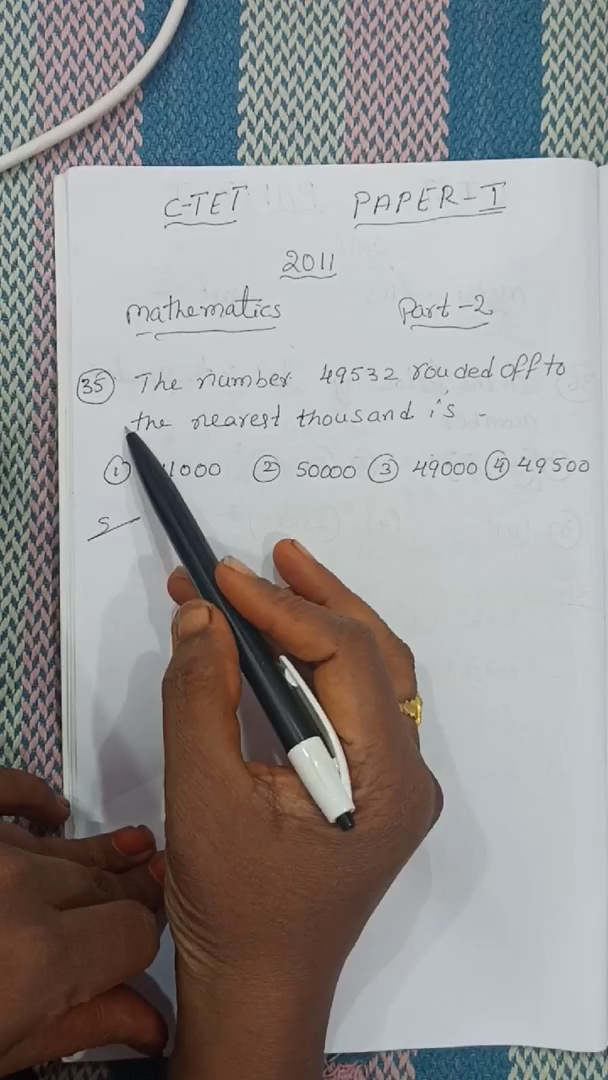 C-TET PAPER-I
2011
mathematics Part-2
35 The number 49532 rouded off to
the nearest thousand is -
1 2 50000 3 49000 4 49500
S